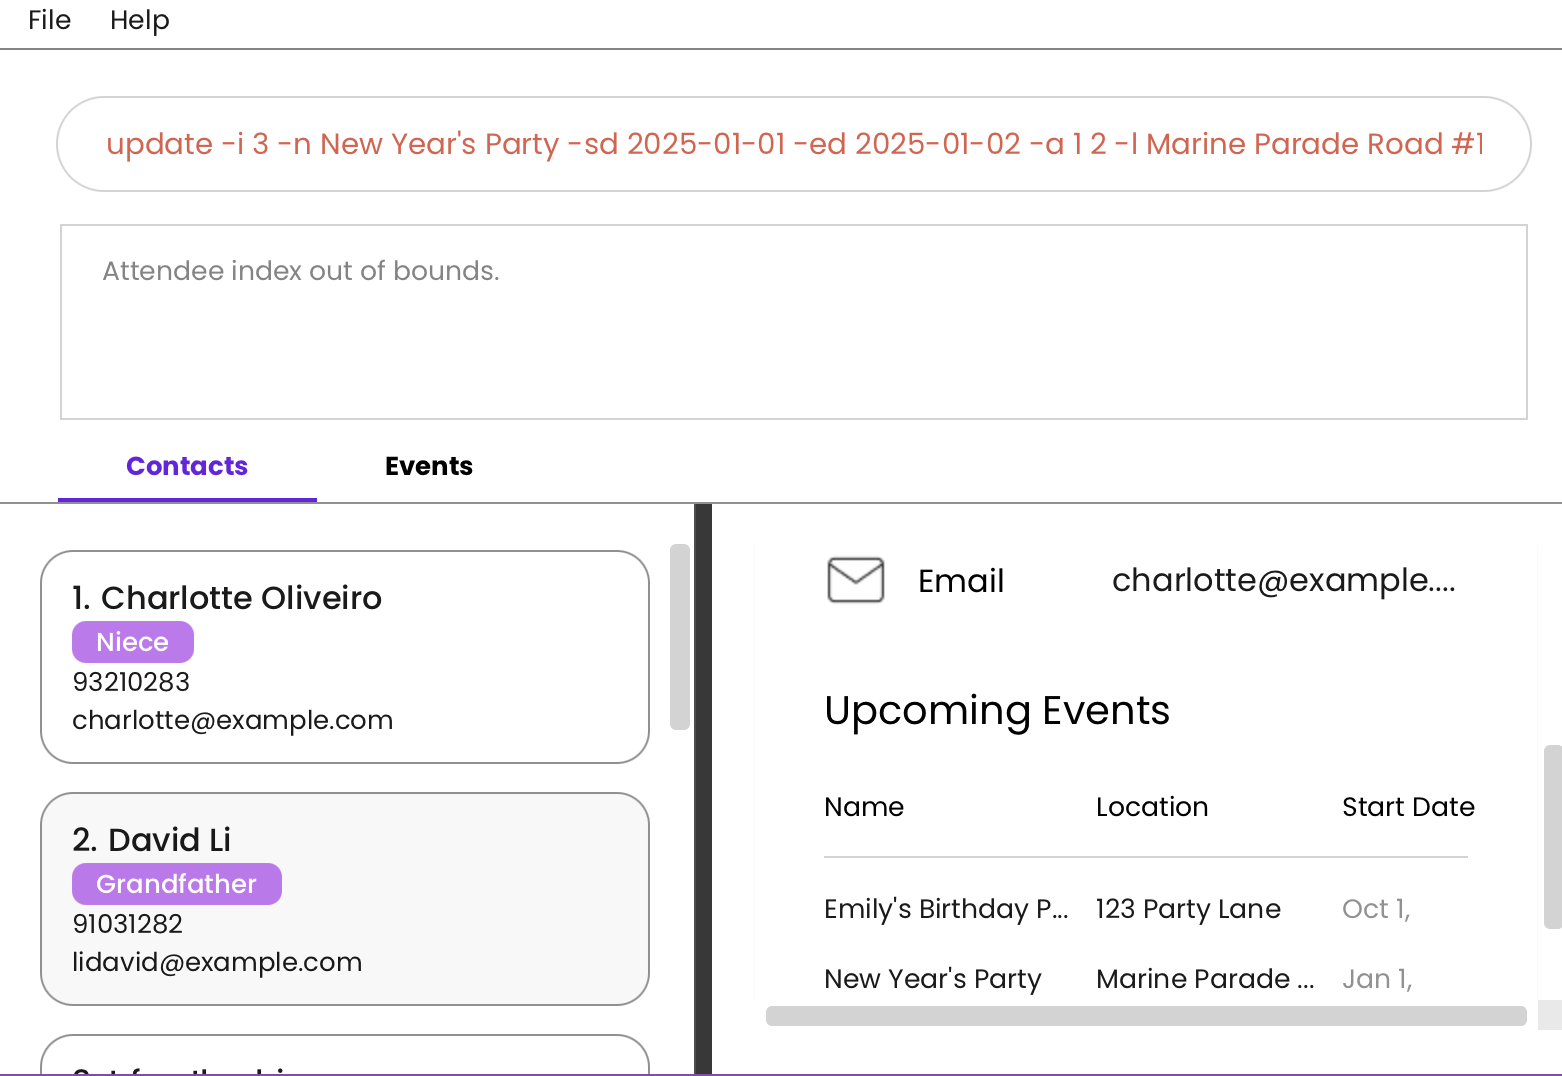 File Help
update -i 3 -n New Year's Party -sd 2025-01-01 -ed 2025-01-02 -a 1 2 -l Marine Parade Road #1
Attendee index out of bounds.
Contacts Events
1. Charlotte Oliveiro
Niece
93210283
charlotte@example.com
2. David Li
Grandfather
91031282
lidavid@example.com
Email charlotte@example....
Upcoming Events
Name Location Start Date
Emily's Birthday P... 123 Party Lane Oct 1,
New Year's Party Marine Parade ... Jan 1,